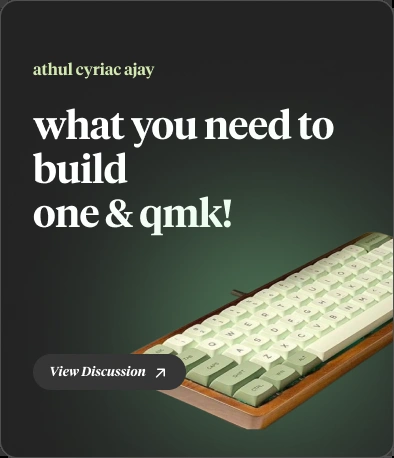 athul cyriac ajay
what you need to
build
one & qmk!
View Discussion